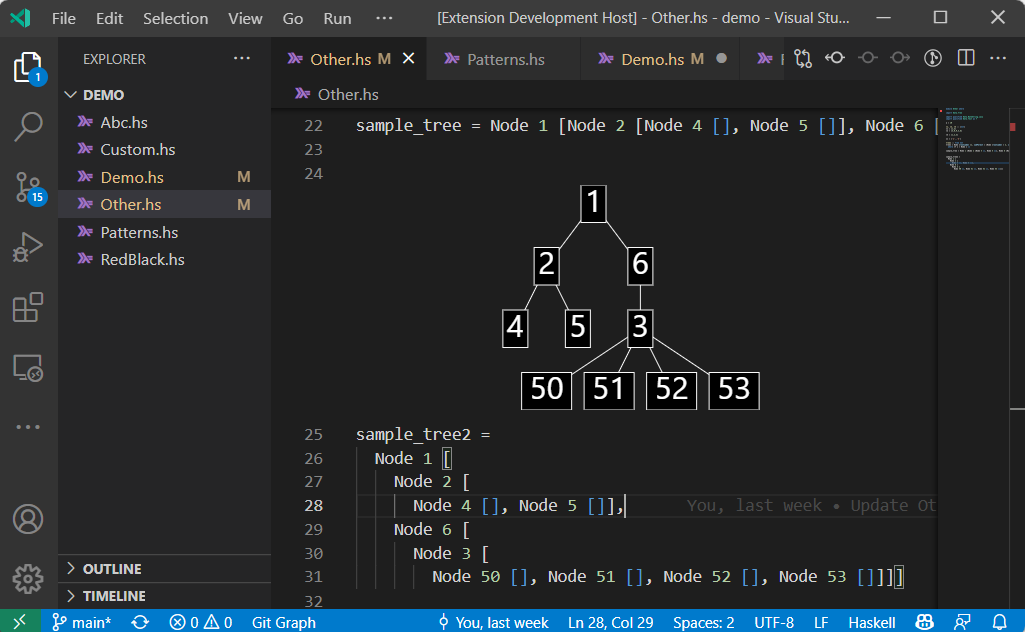 File Edit Selection View Go Run ··· [Extension Development Host] - Other.hs - demo - Visual Stu...
EXPLORER ···
Other.hs M
Patterns.hs
Demo.hs M
1
DEMO
Other.hs
Abc.hs
Custom.hs
Demo.hs M
Other.hs M
Patterns.hs
RedBlack.hs
15
22 sample_tree = Node 1 [Node 2 [Node 4 [], Node 5 []], Node 6 [
23
24
1
2 6
4 5 3
50 51 52 53
25 sample_tree2 =
26 Node 1 [
27 Node 2 [
28 Node 4 [], Node 5 []], You, last week • Update Ot
29 Node 6 [
30 Node 3 [
31 Node 50 [], Node 51 [], Node 52 [], Node 53 []]]]
32
OUTLINE
TIMELINE
main* 0 0 Git Graph You, last week Ln 28, Col 29 Spaces: 2 UTF-8 LF Haskell